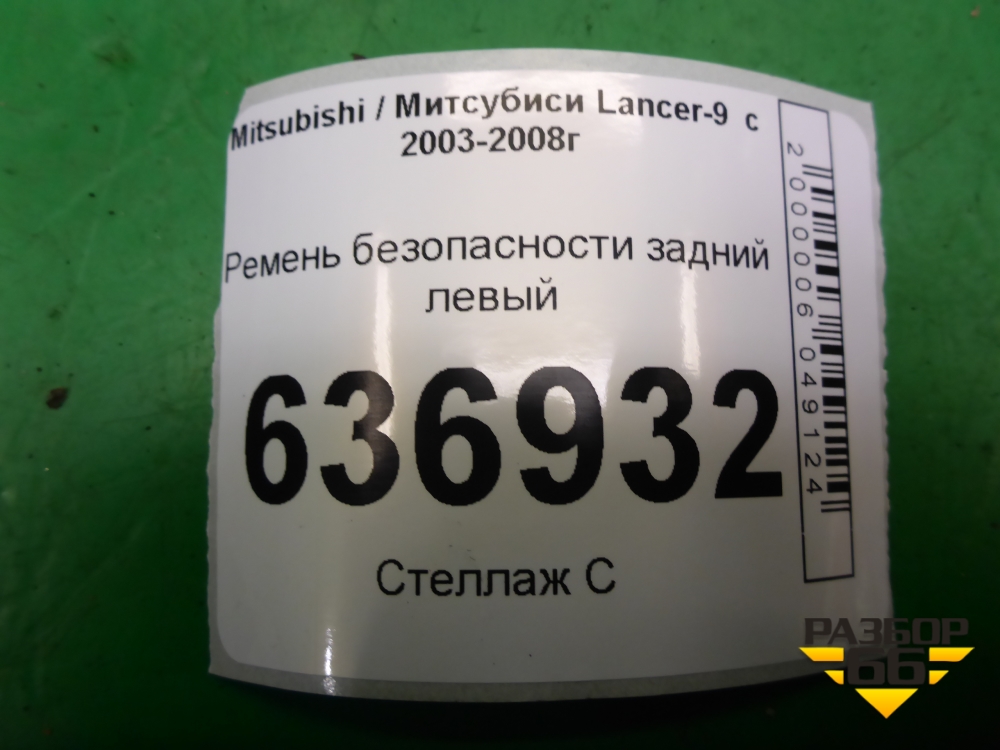 Mitsubishi / Митсубиси Lancer-9 с
2003-2008г
Ремень безопасности задний
левый
636932
Стеллаж С
2000006049124
РАЗБОР
66